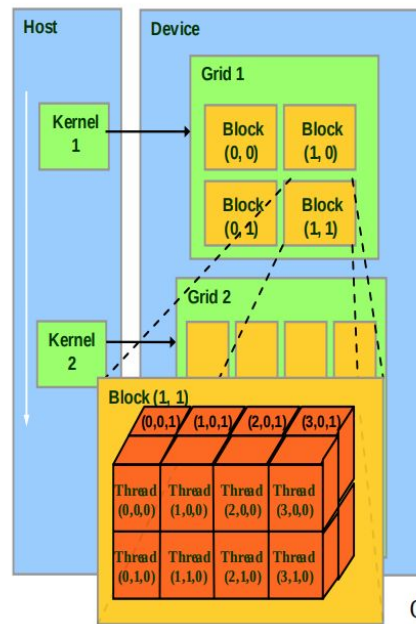 Host
Device
Grid 1
Kernel
1
Block
(0, 0)
Block
(1, 0)
Block
(0, 1)
Block
(1, 1)
Grid 2
Kernel
2
Block (1, 1)
(0,0,1) (1,0,1) (2,0,1) (3,0,1)
Thread Thread Thread Thread
(0,0,0) (1,0,0) (2,0,0) (3,0,0)
Thread Thread Thread Thread
(0,1,0) (1,1,0) (2,1,0) (3,1,0)